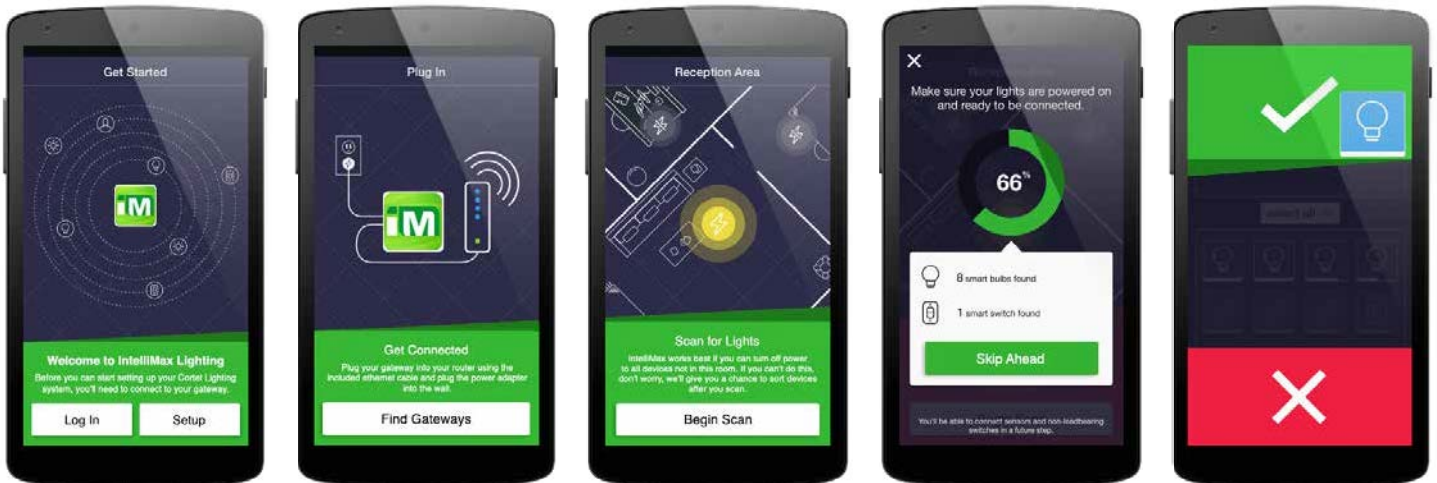 Get Started
iM
Welcome to IntelliMax Lighting
Before you can start setting up your Cortet Lighting
system, you'll need to connect to your gateway.
Log In
Setup
Plug In
iM
Get Connected
Plug your gateway into your router using the
included ethernet cable and plug the power adapter
into the wall.
Find Gateways
Reception Area
Scan for Lights
IntelliMax works best if you can turn off power
to all devices not in this room. If you can't do this,
don't worry, we'll give you a chance to sort devices
after you scan.
Begin Scan
Make sure your lights are powered on
and ready to be connected.
66%
8 smart bulbs found
1 smart switch found
Skip Ahead
You'll be able to connect sensors and non-loadbearing
switches in a future step.
select all